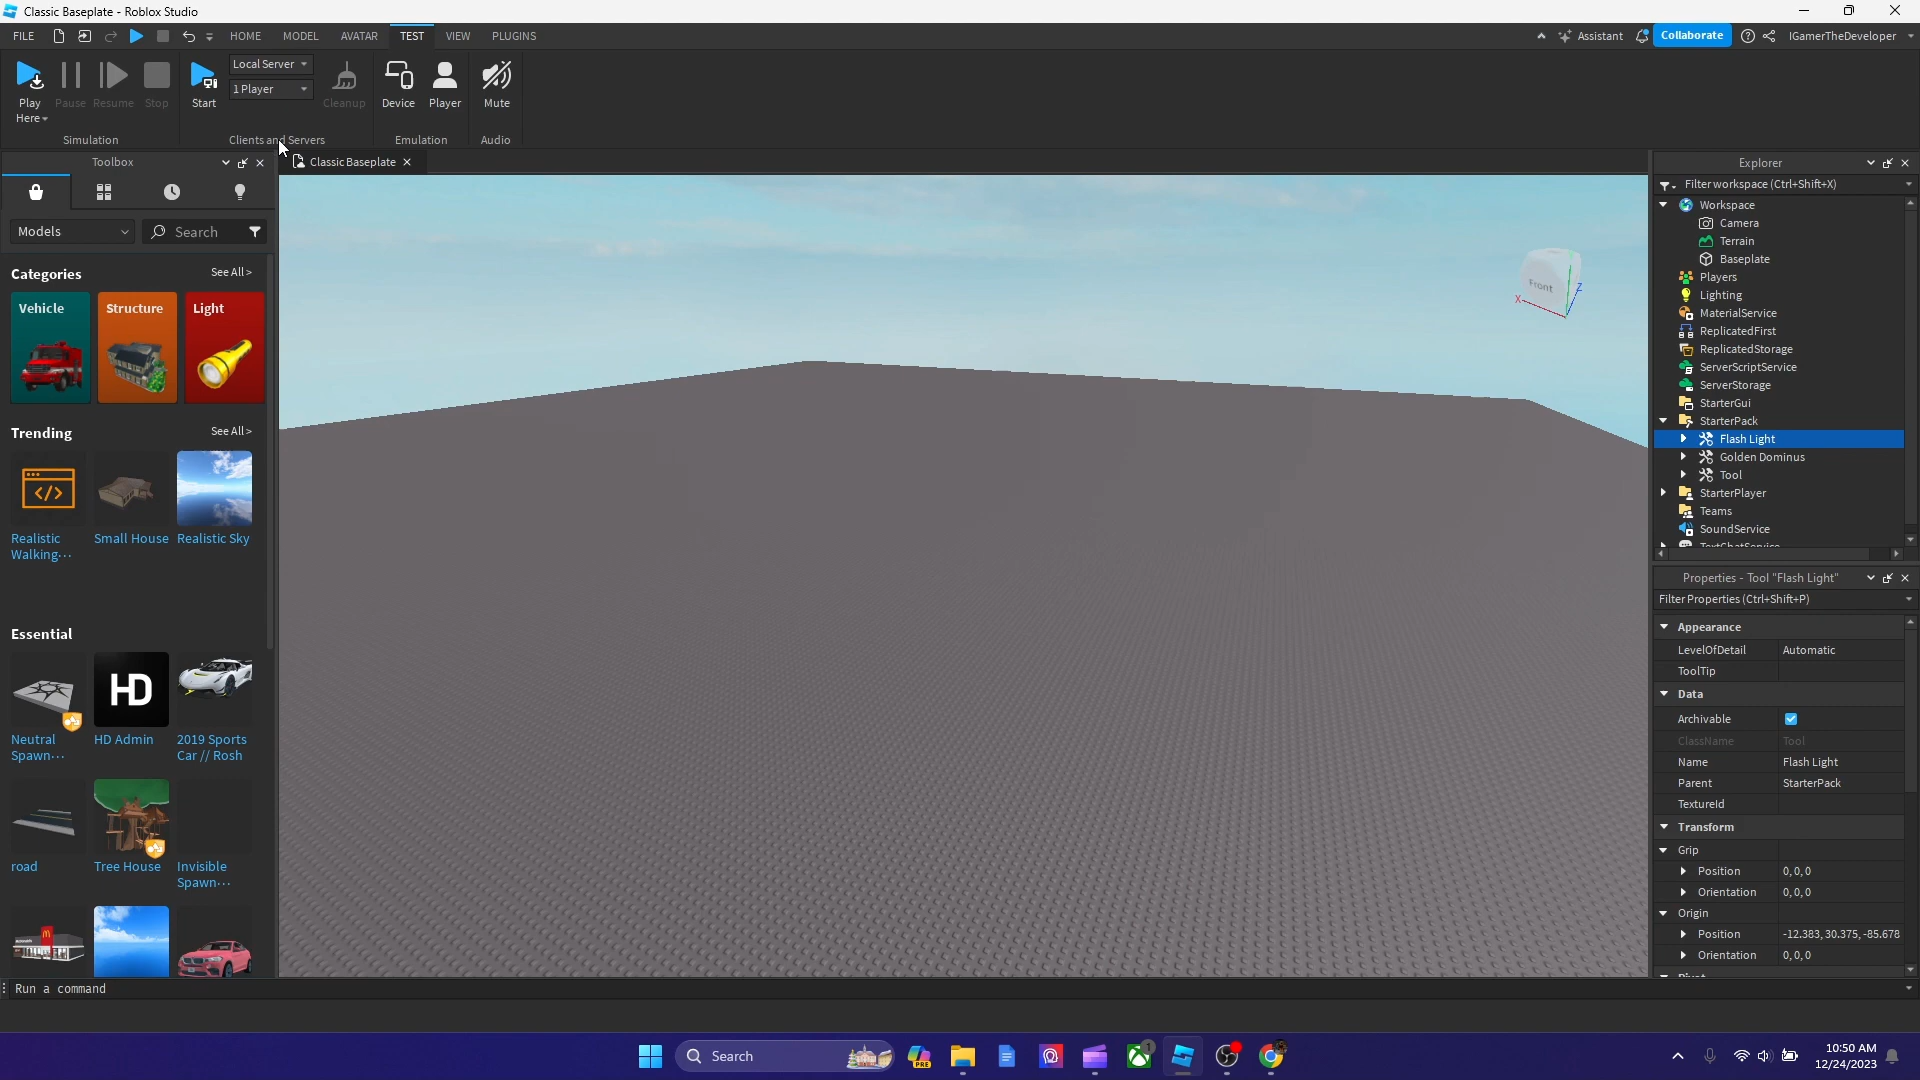 Classic Baseplate - Roblox Studio
FILE
HOME
MODEL
AVATAR
TEST
VIEW
PLUGINS
Assistant
Collaborate
IGamerTheDeveloper
Play
Here
Pause
Resume
Stop
Simulation
Start
Local Server
1 Player
Cleanup
Clients and Servers
Device
Player
Emulation
Mute
Audio
Toolbox
Models
Search
Categories
See All >
Vehicle
Structure
Light
Trending
See All >
Realistic
Walking···
Small House
Realistic Sky
Essential
HD
Neutral
Spawn···
HD Admin
2019 Sports
Car // Rosh
road
Tree House
Invisible
Spawn···
Classic Baseplate
Front
X
Z
Explorer
Filter workspace (Ctrl+Shift+X)
Workspace
Camera
Terrain
Baseplate
Players
Lighting
MaterialService
ReplicatedFirst
ReplicatedStorage
ServerScriptService
ServerStorage
StarterGui
StarterPack
Flash Light
Golden Dominus
Tool
StarterPlayer
Teams
SoundService
TextChatService
Properties - Tool "Flash Light"
Filter Properties (Ctrl+Shift+P)
Appearance
LevelOfDetail Automatic
ToolTip
Data
Archivable
ClassName Tool
Name Flash Light
Parent StarterPack
TextureId
Transform
Grip
Position 0, 0, 0
Orientation 0, 0, 0
Origin
Position -12.383, 30.375, -85.678
Orientation 0, 0, 0
Run a command
Search
PRE
1
10:50 AM
12/24/2023